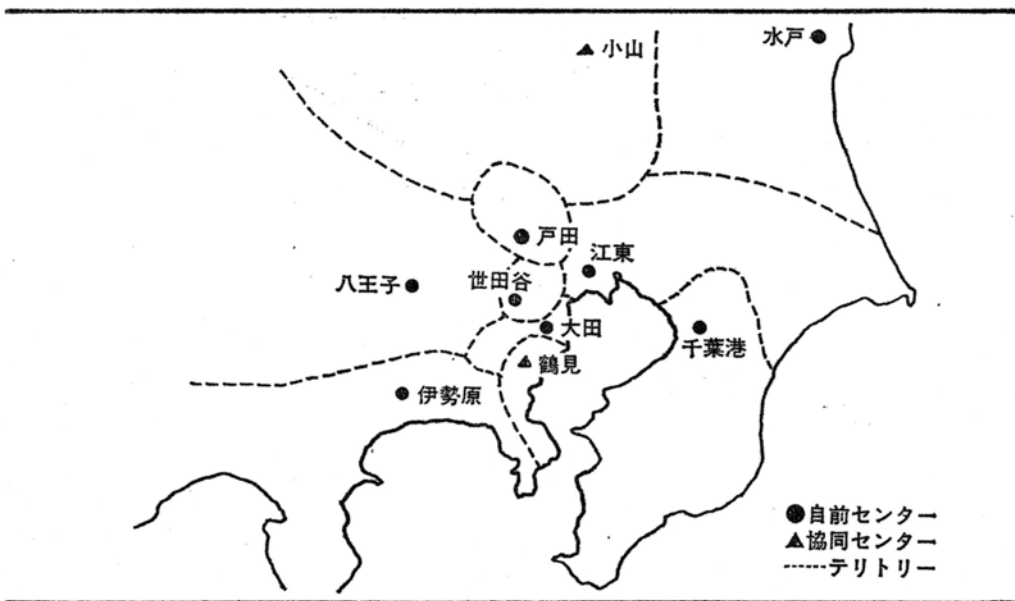 小山
水戸
戸田
江東
世田谷
八王子
大田
千葉港
鶴見
伊勢原
自前センター
協同センター
テリトリー